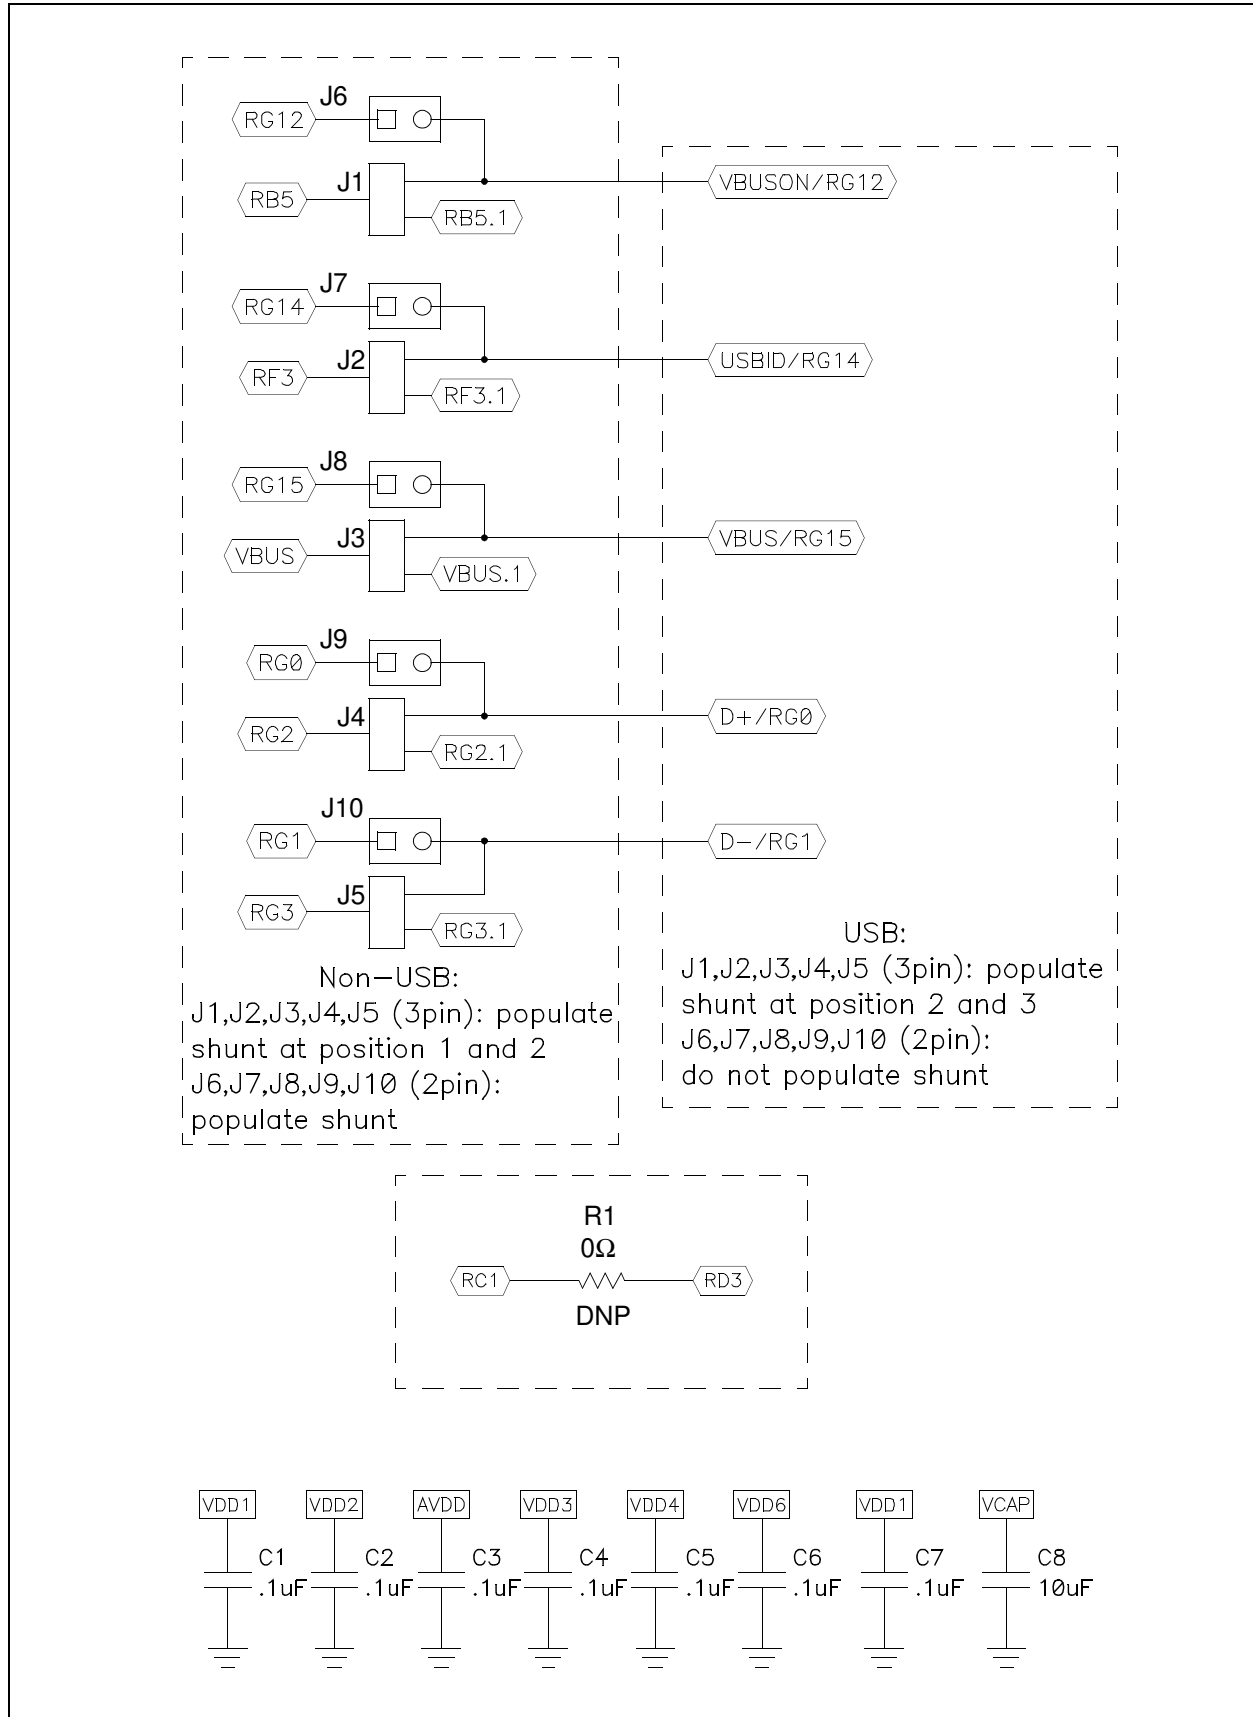 J6
RG12
J1
VBUSON/RG12
RB5
RB5.1
J7
RG14
J2
USBID/RG14
RF3
RF3.1
J8
RG15
J3
VBUS/RG15
VBUS
VBUS.1
J9
RG0
J4
D+/RG0
RG2
RG2.1
J10
RG1
D-/RG1
J5
RG3
RG3.1
Non-USB:
J1,J2,J3,J4,J5 (3pin): populate
shunt at position 1 and 2
J6,J7,J8,J9,J10 (2pin):
populate shunt
USB:
J1,J2,J3,J4,J5 (3pin): populate
shunt at position 2 and 3
J6,J7,J8,J9,J10 (2pin):
do not populate shunt
R1
0Ω
RC1
RD3
DNP
VDD1
VDD2
AVDD
VDD3
VDD4
VDD6
VDD1
VCAP
C1
.1uF
C2
.1uF
C3
.1uF
C4
.1uF
C5
.1uF
C6
.1uF
C7
.1uF
C8
10uF